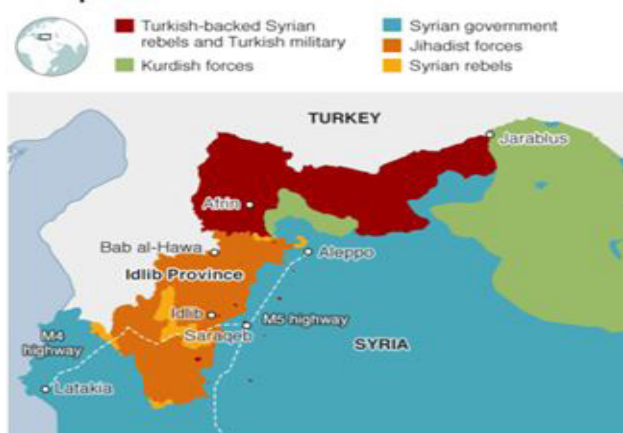 Turkish-backed Syrian
rebels and Turkish military
Kurdish forces
Syrian government
Jihadist forces
Syrian rebels
TURKEY
Jarablus
Afrin
Bab al-Hawa
Aleppo
Idlib Province
Idlib
M5 highway
Saraqeb
M4
highway
SYRIA
Latakia